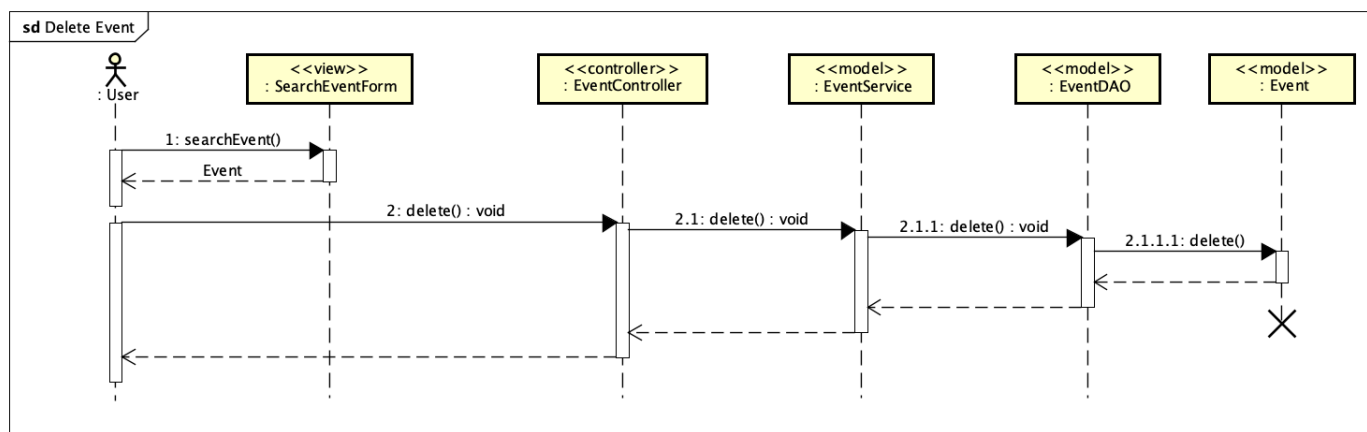 sd Delete Event
: User
<<view>>
: SearchEventForm
<<controller>>
: EventController
<<model>>
: EventService
<<model>>
: EventDAO
<<model>>
: Event
1: searchEvent()
Event
2: delete() : void
2.1: delete() : void
2.1.1: delete() : void
2.1.1.1: delete()